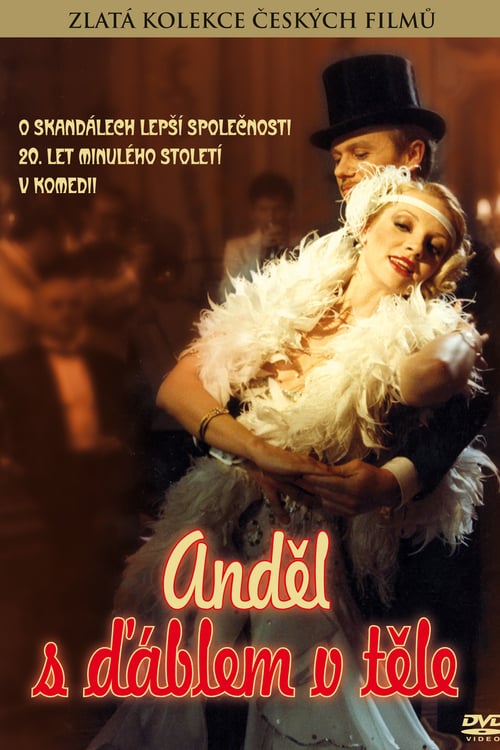 ZLATÁ KOLEKCE ČESKÝCH FILMŮ
O SKANDÁLECH LEPŠÍ SPOLEČNOSTI
20. LET MINULÉHO STOLETÍ
V KOMEDII
Anděl
s ďáblem v těle
DVD
VIDEO